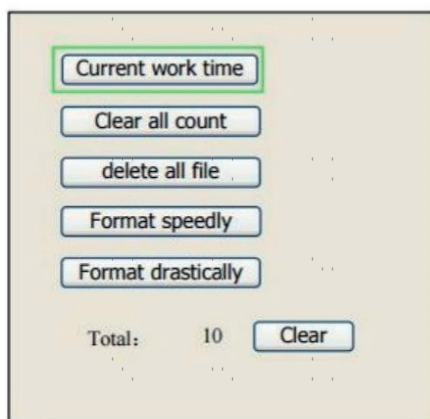 Current work time
Clear all count
delete all file
Format speedly
Format drastically
Total: 10 Clear